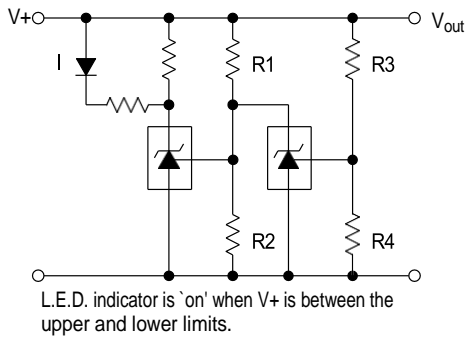 V+
Vout
I
R1
R3
R2
R4
L.E.D. indicator is `on' when V+ is between the
upper and lower limits.